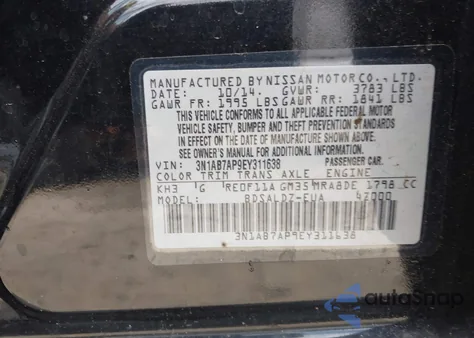 MANUFACTURED BY NISSAN MOTOR CO., LTD.
DATE: 10/14. GVWR: 3783 LBS
GAWR FR: 1995 LBS GAWR RR: 1841 LBS
THIS VEHICLE CONFORMS TO ALL APPLICABLE FEDERAL MOTOR
VEHICLE SAFETY, BUMPER AND THEFT PREVENTION STANDARDS
IN EFFECT ON THE DATE OF MANUFACTURE SHOWN ABOVE.
SEE OWNER'S MANUAL FOR ADDITIONAL INFORMATION
VIN: 3N1AB7AP9EY311638 PASSENGER CAR.
COLOR TRIM TRANS AXLE ENGINE
KH3 G RE0F11A GM35 MRA8DE 1798 CC
MODEL: BDSALDZ-EUA 42000
3N1AB7AP9EY311638
autoSnap